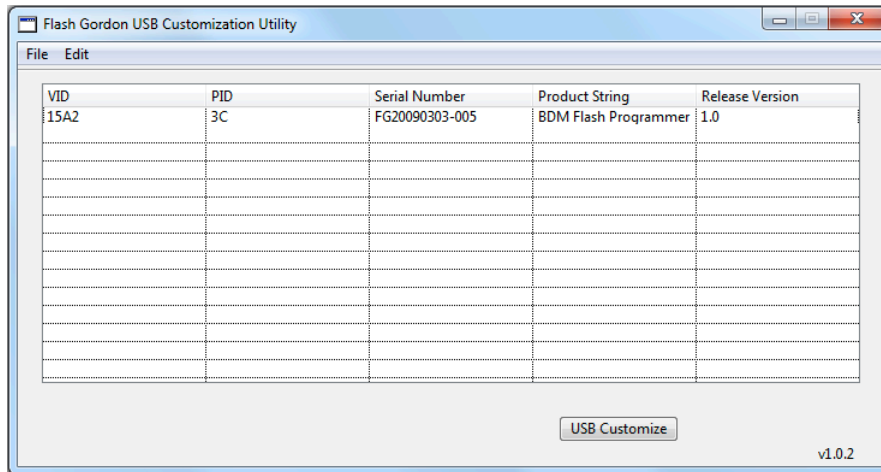 Flash Gordon USB Customization Utility
File Edit
VID PID Serial Number Product String Release Version
15A2 3C FG20090303-005 BDM Flash Programmer 1.0
USB Customize
v1.0.2